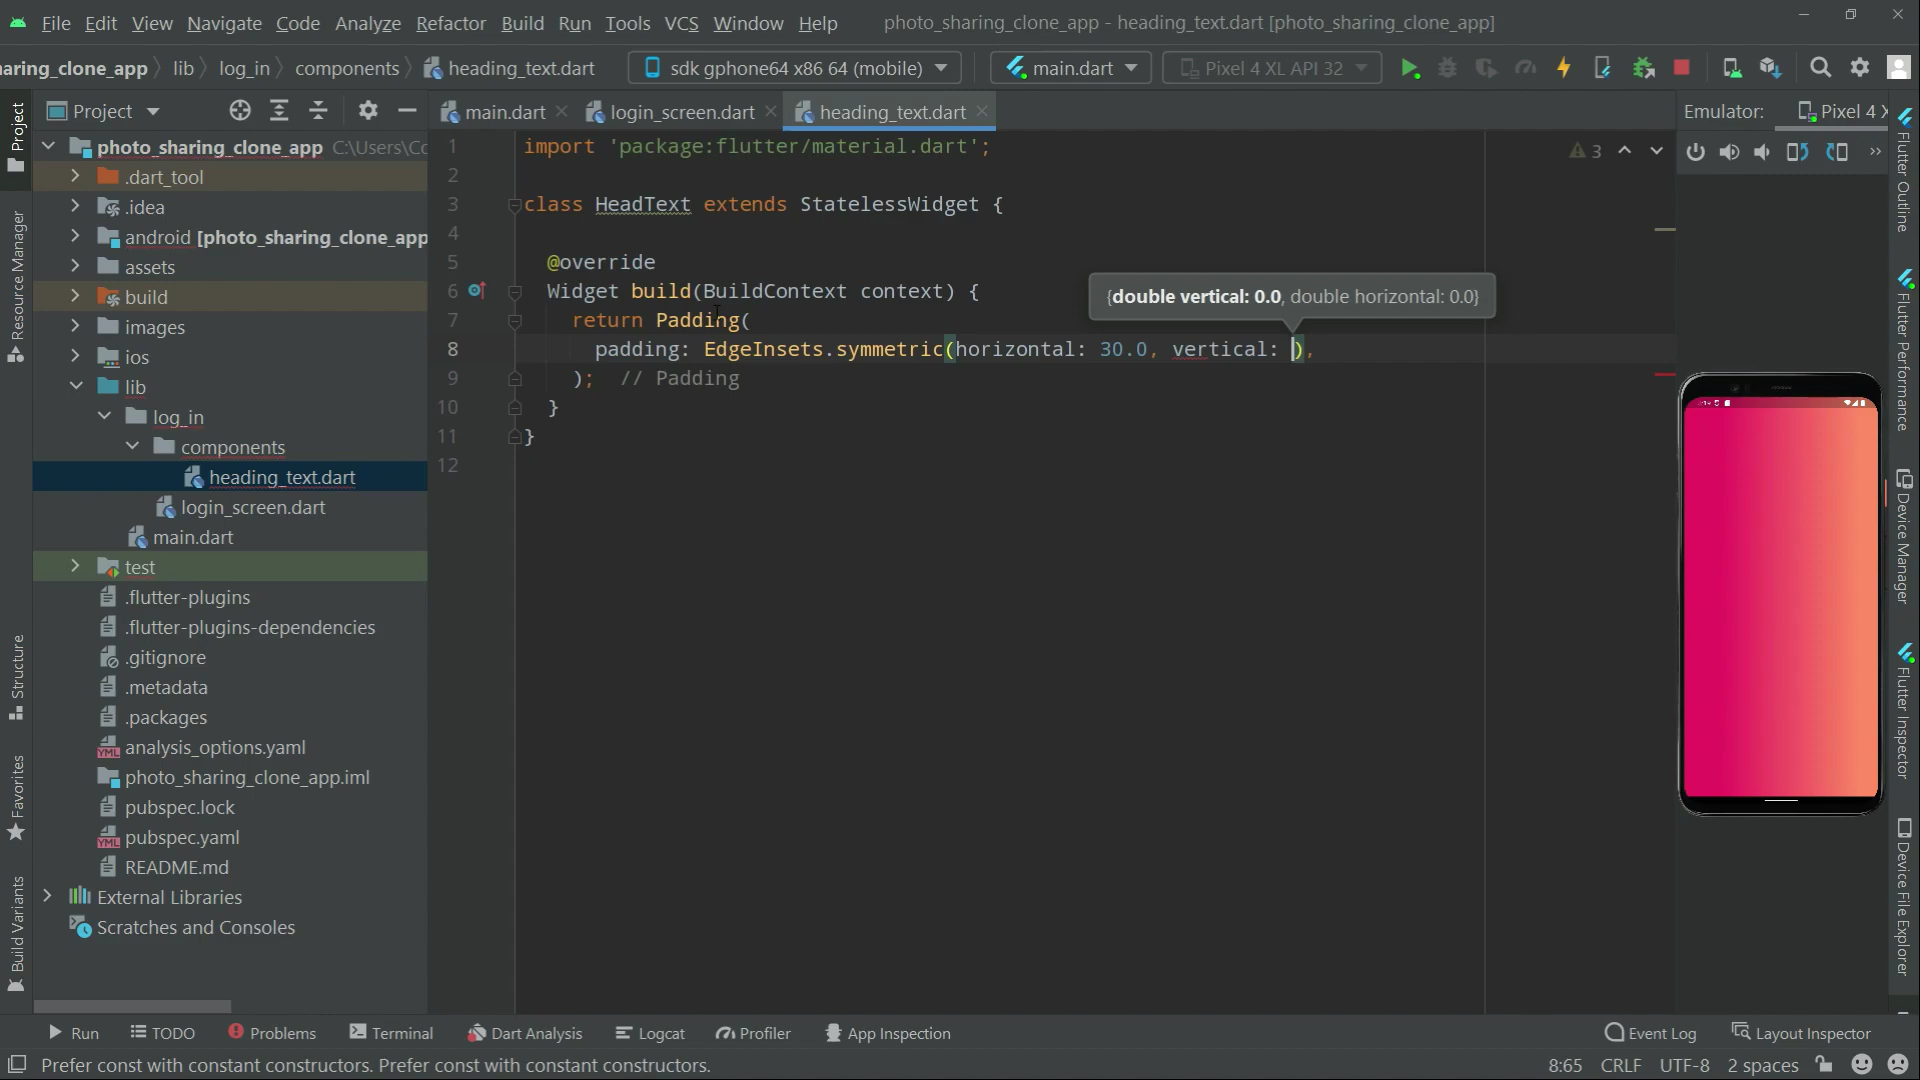 File Edit View Navigate Code Analyze Refactor Build Run Tools VCS Window Help photo_sharing_clone_app - heading_text.dart [photo_sharing_clone_app]
aring_clone_app lib log_in components heading_text.dart sdk gphone64 x86 64 (mobile) main.dart Pixel 4 XL API 32
Project main.dart login_screen.dart heading_text.dart Emulator: Pixel 4 X
photo_sharing_clone_app C:\Users\Co
.dart_tool
.idea
android [photo_sharing_clone_app
assets
build
images
ios
lib
log_in
components
heading_text.dart
login_screen.dart
main.dart
test
.flutter-plugins
.flutter-plugins-dependencies
.gitignore
.metadata
.packages
analysis_options.yaml
photo_sharing_clone_app.iml
pubspec.lock
pubspec.yaml
README.md
External Libraries
Scratches and Consoles
1 import 'package:flutter/material.dart';
2
3 class HeadText extends StatelessWidget {
4
5 @override
6 Widget build(BuildContext context) {
7 return Padding(
8 padding: EdgeInsets.symmetric(horizontal: 30.0, vertical: ),
9 ); // Padding
10 }
11 }
12
{double vertical: 0.0, double horizontal: 0.0}
3
Project
Resource Manager
Structure
Favorites
Build Variants
Flutter Outline
Flutter Performance
Device Manager
Flutter Inspector
Device File Explorer
Run TODO Problems Terminal Dart Analysis Logcat Profiler App Inspection Event Log Layout Inspector
Prefer const with constant constructors. Prefer const with constant constructors. 8:65 CRLF UTF-8 2 spaces